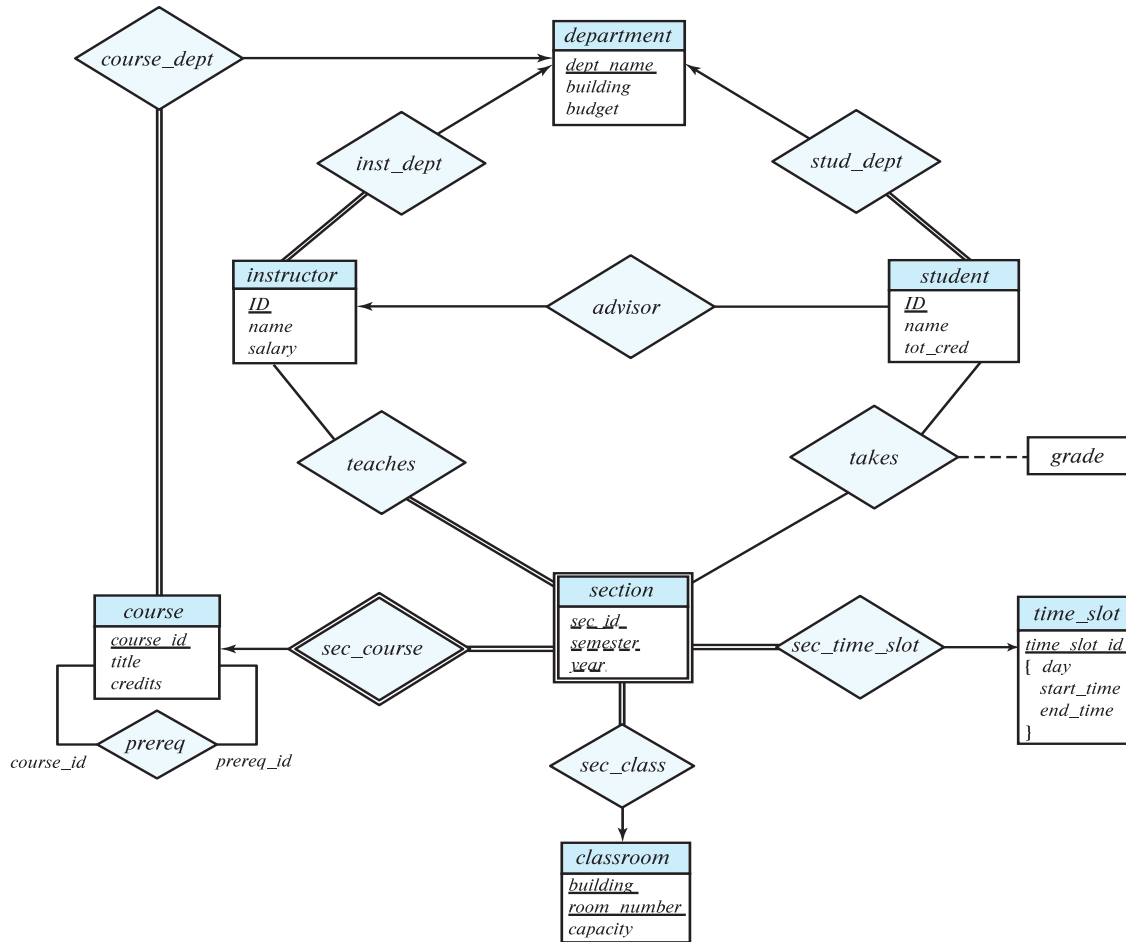 course_dept
department
dept_name
building
budget
inst_dept
stud_dept
instructor
ID
name
salary
advisor
student
ID
name
tot_cred
teaches
takes
grade
course
course_id
title
credits
sec_course
section
sec_id
semester
year
sec_time_slot
time_slot
time_slot_id
{ day
start_time
end_time
}
prereq
course_id
prereq_id
sec_class
classroom
building
room_number
capacity